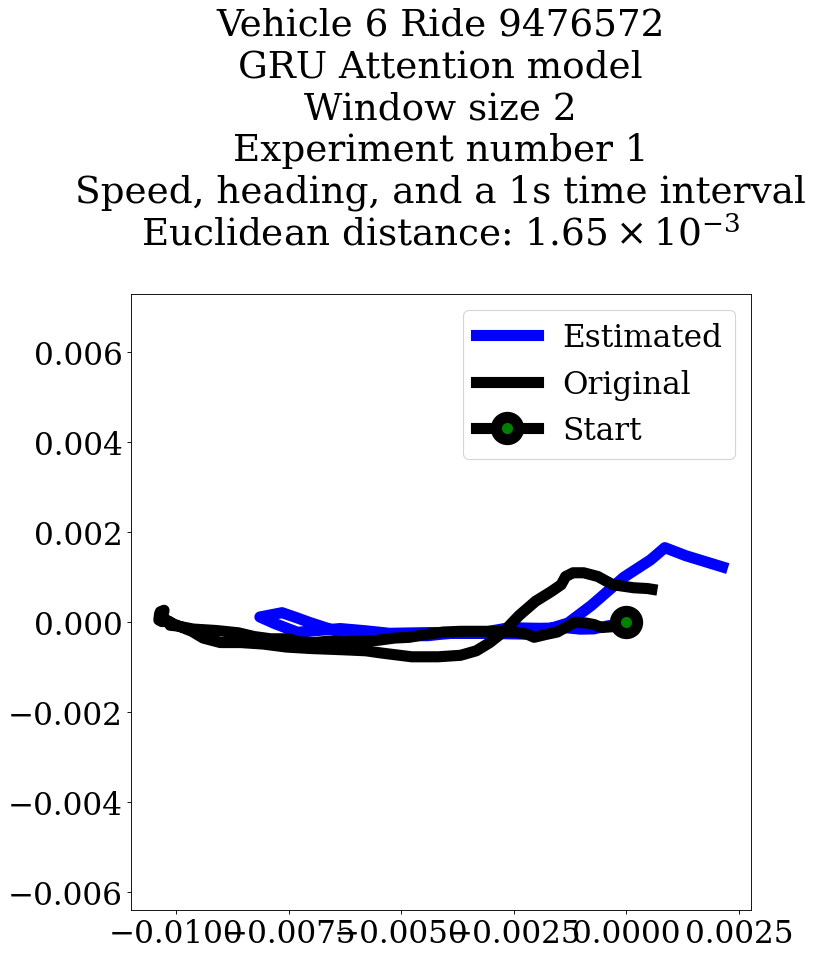 Vehicle 6 Ride 9476572
GRU Attention model
Window size 2
Experiment number 1
Speed, heading, and a 1s time interval
Euclidean distance: 1.65 × 10⁻³
Estimated
Original
Start
0.006
0.004
0.002
0.000
−0.002
−0.004
−0.006
−0.0100 −0.0075 −0.0050 −0.0025 0.0000 0.0025